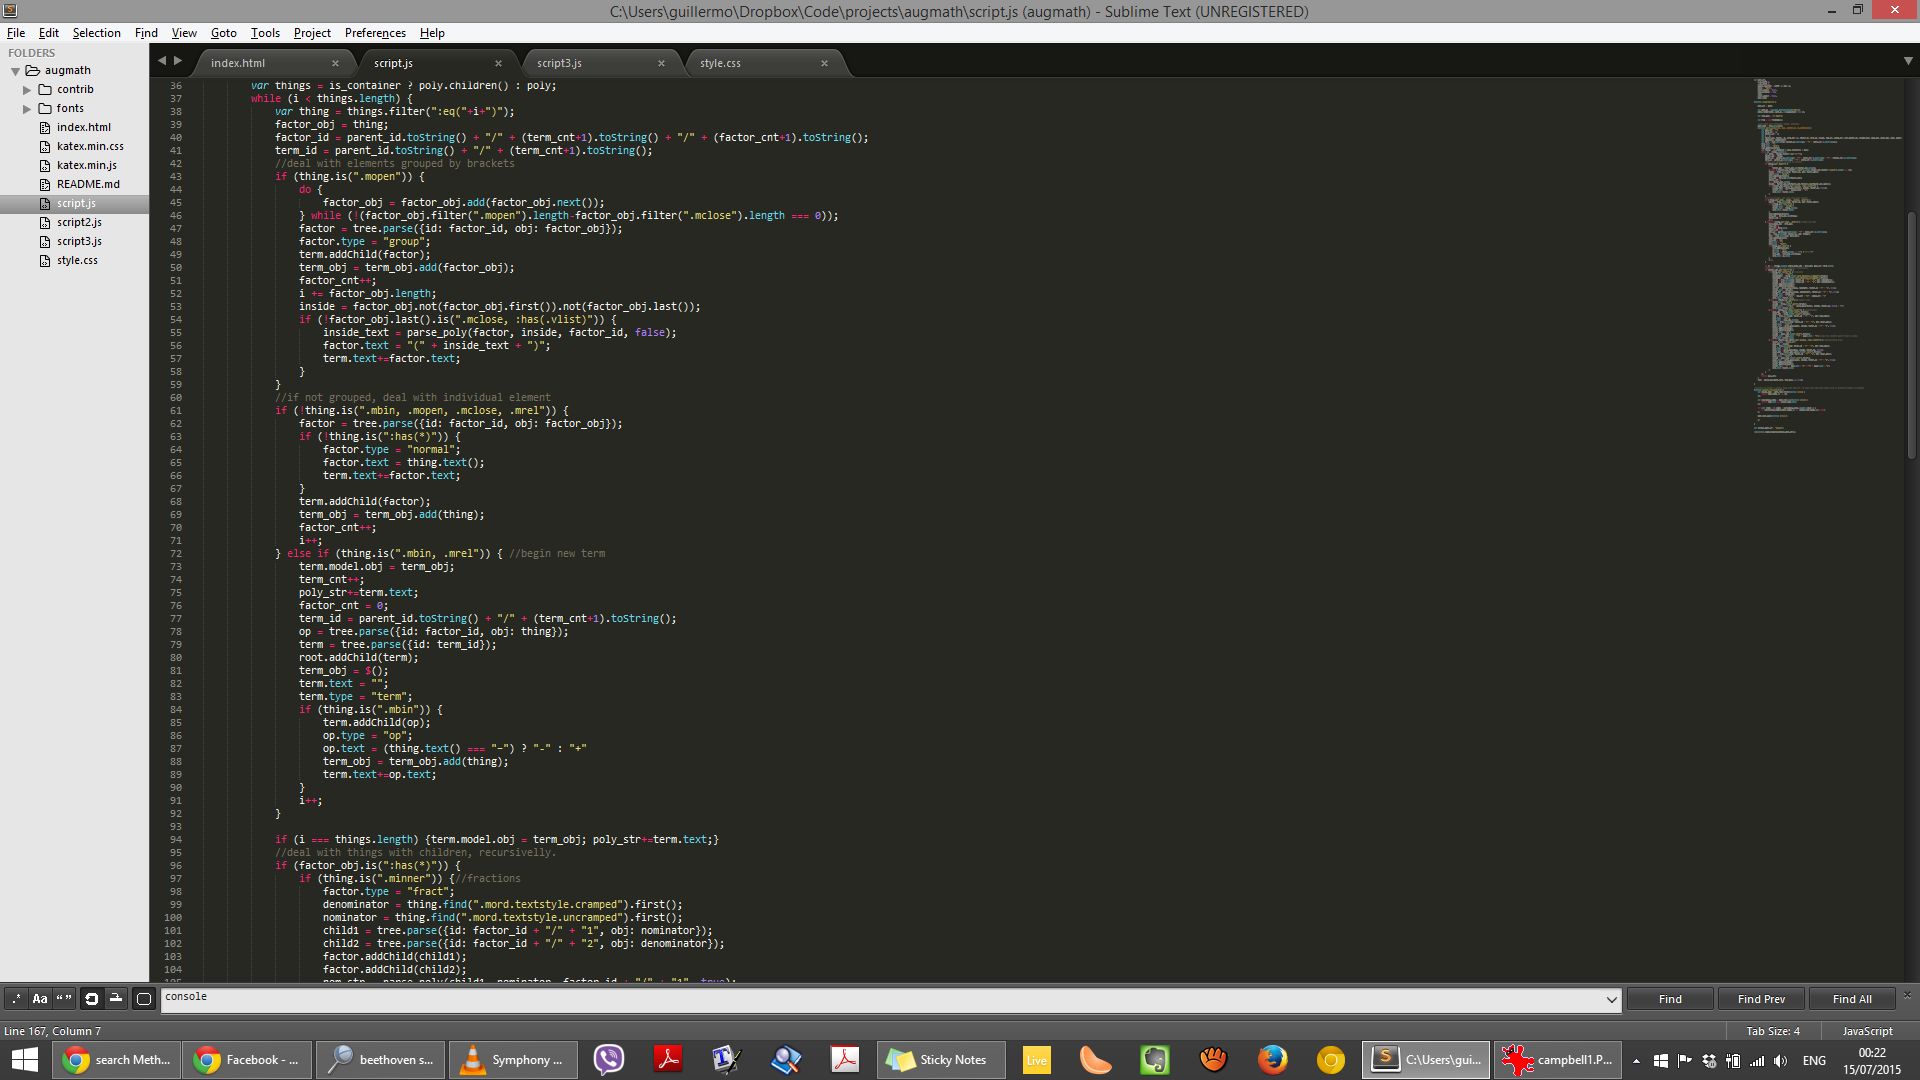 C:\Users\guillermo\Dropbox\Code\projects\augmath\script.js (augmath) - Sublime Text (UNREGISTERED)
File Edit Selection Find View Goto Tools Project Preferences Help
FOLDERS
augmath
contrib
fonts
index.html
katex.min.css
katex.min.js
README.md
script.js
script2.js
script3.js
style.css
index.html script.js script3.js style.css
36 var things = is_container ? poly.children() : poly;
37 while (i < things.length) {
38 var thing = things.filter(":eq("+i+")");
39 factor_obj = thing;
40 factor_id = parent_id.toString() + "/" + (term_cnt+1).toString() + "/" + (factor_cnt+1).toString();
41 term_id = parent_id.toString() + "/" + (term_cnt+1).toString();
42 //deal with elements grouped by brackets
43 if (thing.is(".mopen")) {
44 do {
45 factor_obj = factor_obj.add(factor_obj.next());
46 } while (!(factor_obj.filter(".mopen").length-factor_obj.filter(".mclose").length === 0));
47 factor = tree.parse({id: factor_id, obj: factor_obj});
48 factor.type = "group";
49 term.addChild(factor);
50 term_obj = term_obj.add(factor_obj);
51 factor_cnt++;
52 i += factor_obj.length;
53 inside = factor_obj.not(factor_obj.first()).not(factor_obj.last());
54 if (!factor_obj.last().is(".mclose, :has(.vlist)")) {
55 inside_text = parse_poly(factor, inside, factor_id, false);
56 factor.text = "(" + inside_text + ")";
57 term.text+=factor.text;
58 }
59 }
60 //if not grouped, deal with individual element
61 if (!thing.is(".mbin, .mopen, .mclose, .mrel")) {
62 factor = tree.parse({id: factor_id, obj: factor_obj});
63 if (!thing.is(":has(*)")) {
64 factor.type = "normal";
65 factor.text = thing.text();
66 term.text+=factor.text;
67 }
68 term.addChild(factor);
69 term_obj = term_obj.add(thing);
70 factor_cnt++;
71 i++;
72 } else if (thing.is(".mbin, .mrel")) { //begin new term
73 term.model.obj = term_obj;
74 term_cnt++;
75 poly_str+=term.text;
76 factor_cnt = 0;
77 term_id = parent_id.toString() + "/" + (term_cnt+1).toString();
78 op = tree.parse({id: factor_id, obj: thing});
79 term = tree.parse({id: term_id});
80 root.addChild(term);
81 term_obj = $();
82 term.text = "";
83 term.type = "term";
84 if (thing.is(".mbin")) {
85 term.addChild(op);
86 op.type = "op";
87 op.text = (thing.text() === "−") ? "-" : "+"
88 term_obj = term_obj.add(thing);
89 term.text+=op.text;
90 }
91 i++;
92 }
93
94 if (i === things.length) {term.model.obj = term_obj; poly_str+=term.text;}
95 //deal with things with children, recursivelly.
96 if (factor_obj.is(":has(*)")) {
97 if (thing.is(".minner")) {//fractions
98 factor.type = "fract";
99 denominator = thing.find(".mord.textstyle.cramped").first();
100 nominator = thing.find(".mord.textstyle.uncramped").first();
101 child1 = tree.parse({id: factor_id + "/" + "1", obj: nominator});
102 child2 = tree.parse({id: factor_id + "/" + "2", obj: denominator});
103 factor.addChild(child1);
104 factor.addChild(child2);
.* Aa “ ” console Find Find Prev Find All
Line 167, Column 7 Tab Size: 4 JavaScript
search Meth... Facebook - ... beethoven s... Symphony ... Sticky Notes Live C:\Users\gui... campbell1.P... ENG 00:22
15/07/2015